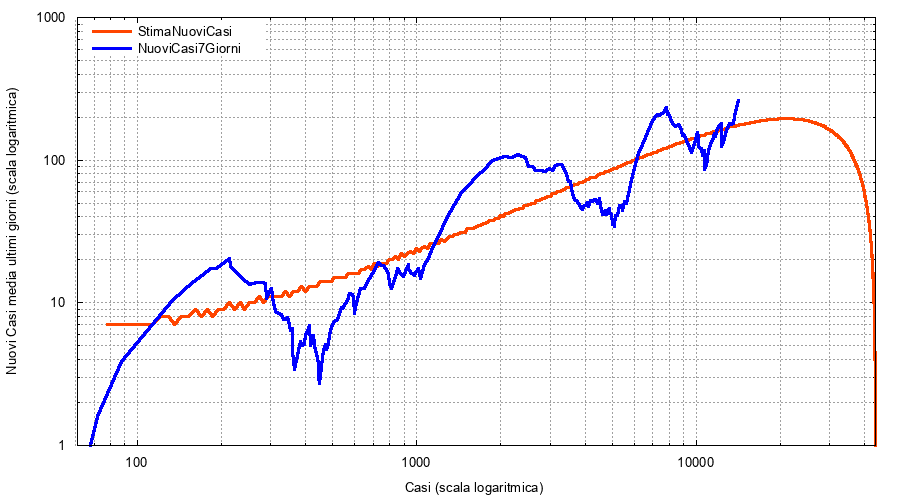 1000
StimaNuoviCasi
NuoviCasi7Giorni
100
10
1
Nuovi Casi media ultimi giorni (scala logaritmica)
100
1000
10000
Casi (scala logaritmica)